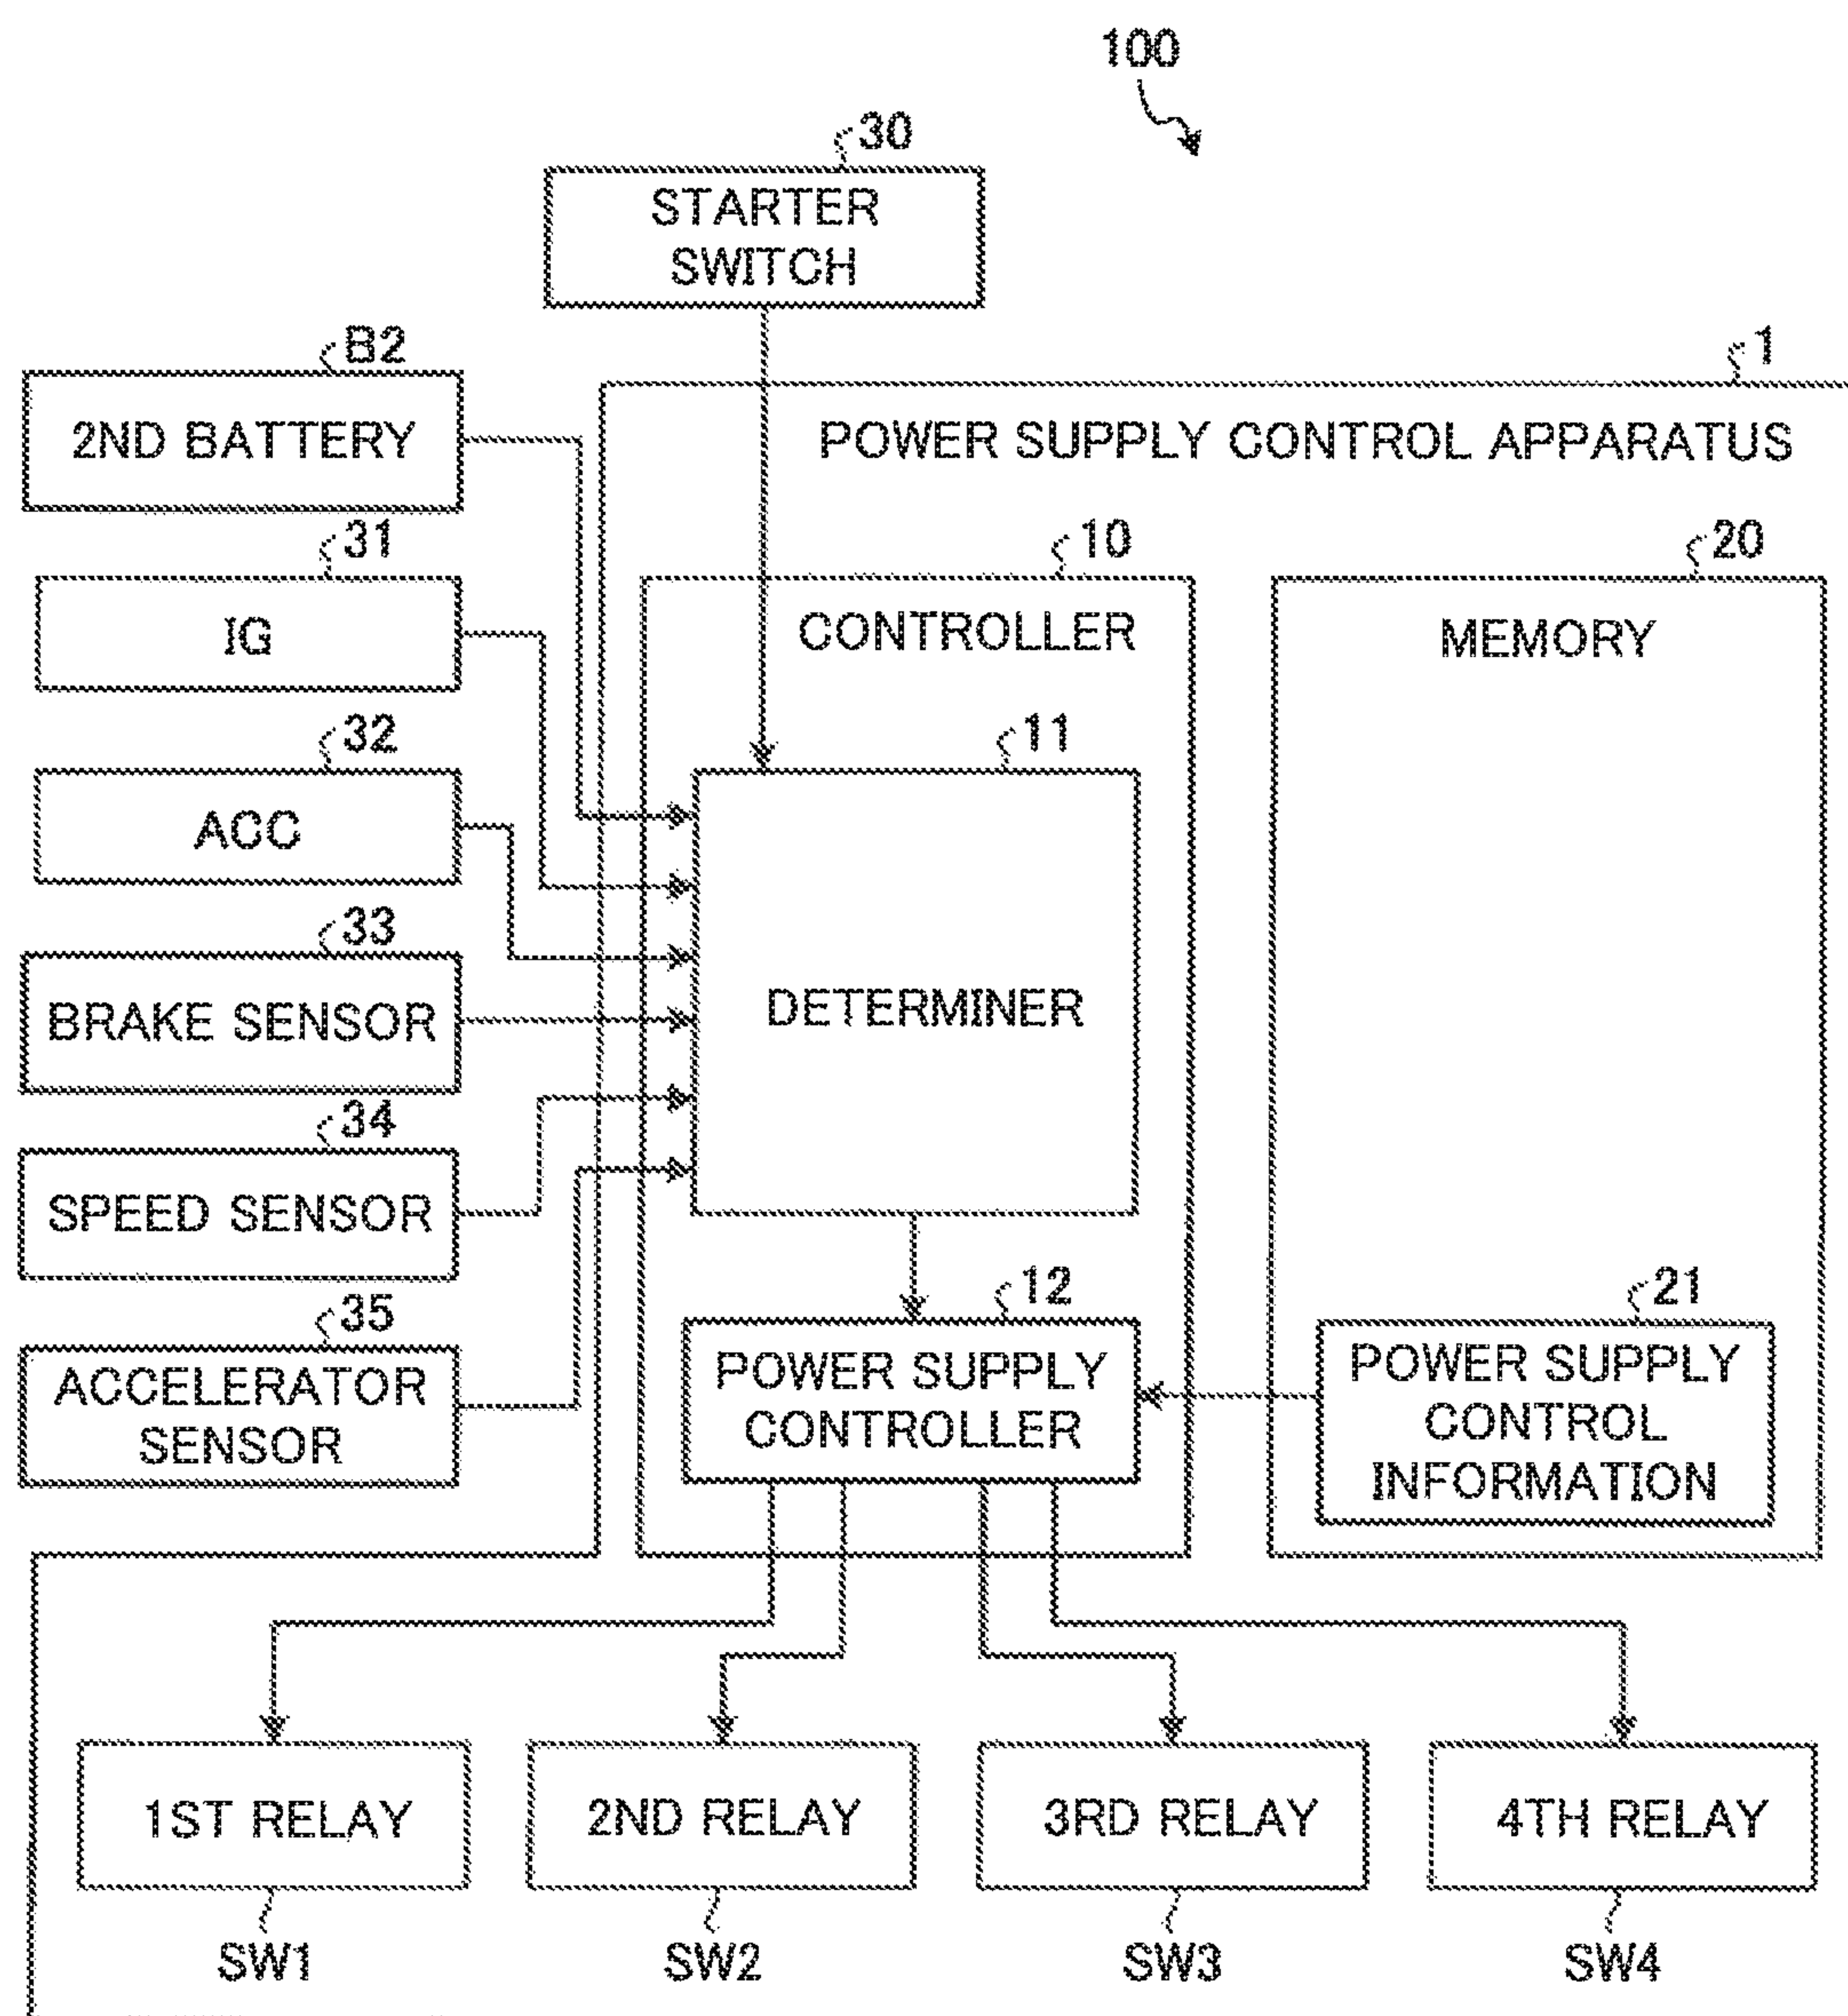 100
30
STARTER
SWITCH
B2
2ND BATTERY
1
POWER SUPPLY CONTROL APPARATUS
31
IG
10
CONTROLLER
20
MEMORY
32
ACC
11
DETERMINER
33
BRAKE SENSOR
34
SPEED SENSOR
35
ACCELERATOR
SENSOR
12
POWER SUPPLY
CONTROLLER
21
POWER SUPPLY
CONTROL
INFORMATION
1ST RELAY
2ND RELAY
3RD RELAY
4TH RELAY
SW1
SW2
SW3
SW4